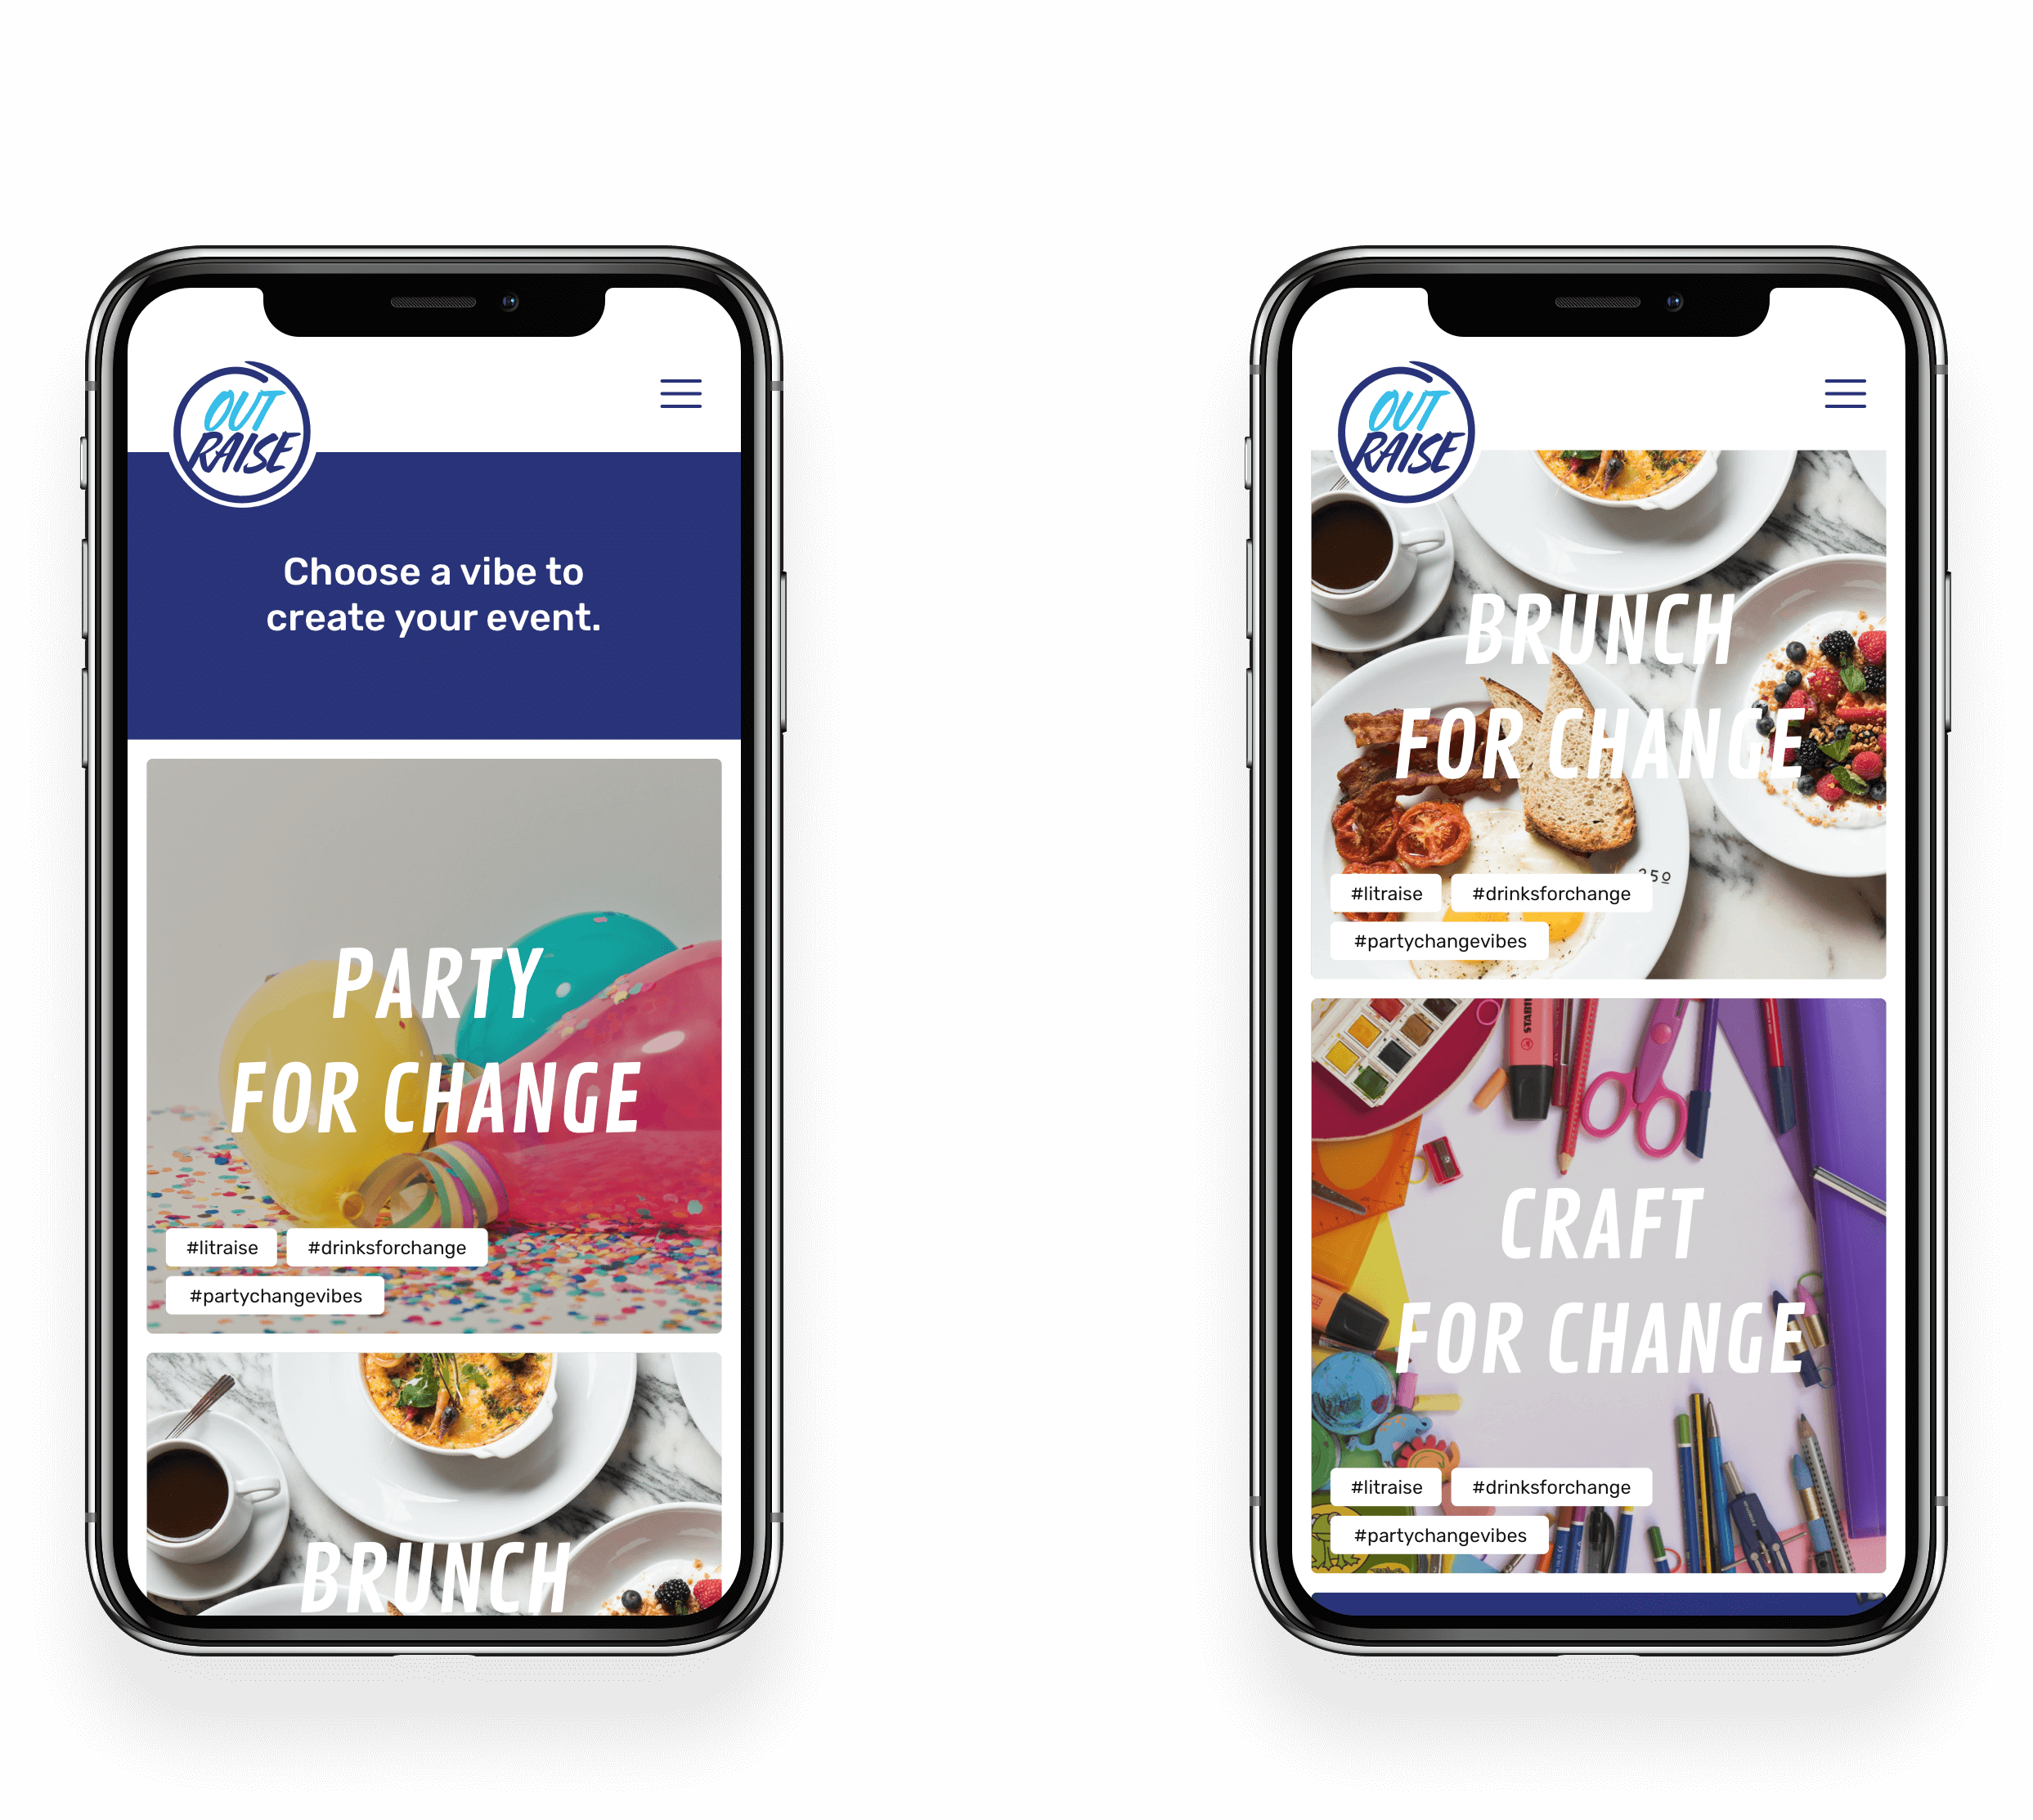 OUT
RAISE
Choose a vibe to
create your event.
PARTY
FOR CHANGE
#litraise #drinksforchange
#partychangevibes
BRUNCH
OUT
RAISE
BRUNCH
FOR CHANGE
#litraise #drinksforchange
#partychangevibes
CRAFT
FOR CHANGE
#litraise #drinksforchange
#partychangevibes